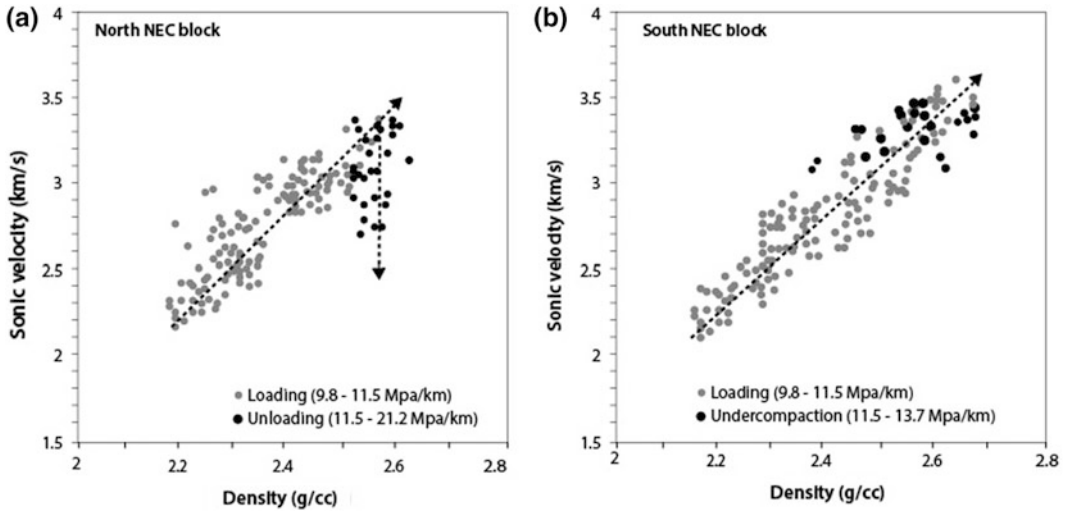 (a)
North NEC block
4
3.5
3
2.5
2
1.5
Sonic velocity (km/s)
Loading (9.8 - 11.5 Mpa/km)
Unloading (11.5 - 21.2 Mpa/km)
2
2.2
2.4
2.6
2.8
Density (g/cc)
(b)
South NEC block
4
3.5
3
2.5
2
1.5
Sonic velodty (km/s)
Loading (9.8 - 11.5 Mpa/km)
Undercompaction (11.5 - 13.7 Mpa/km)
2
2.2
2.4
2.6
2.8
Density (g/cc)